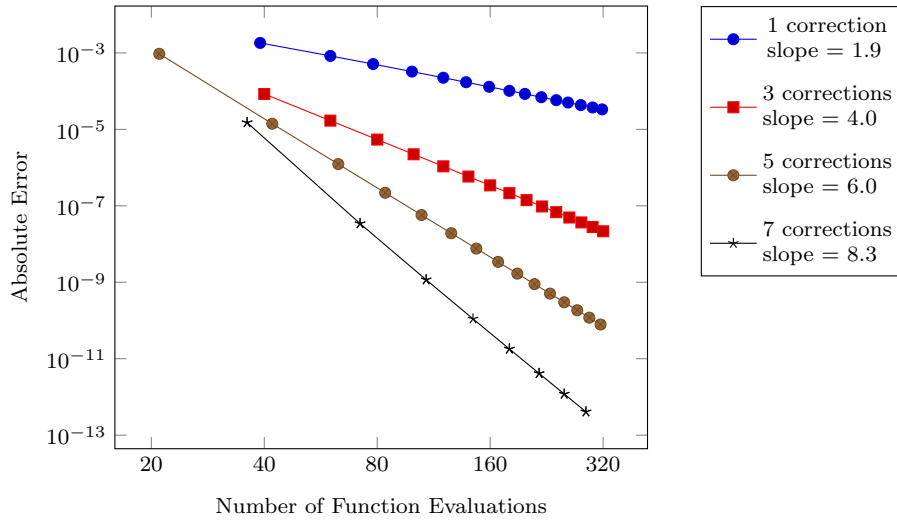 10^{-3}
10^{-5}
10^{-7}
10^{-9}
10^{-11}
10^{-13}
Absolute Error
20 40 80 160 320
Number of Function Evaluations
1 correction
slope = 1.9
3 corrections
slope = 4.0
5 corrections
slope = 6.0
7 corrections
slope = 8.3